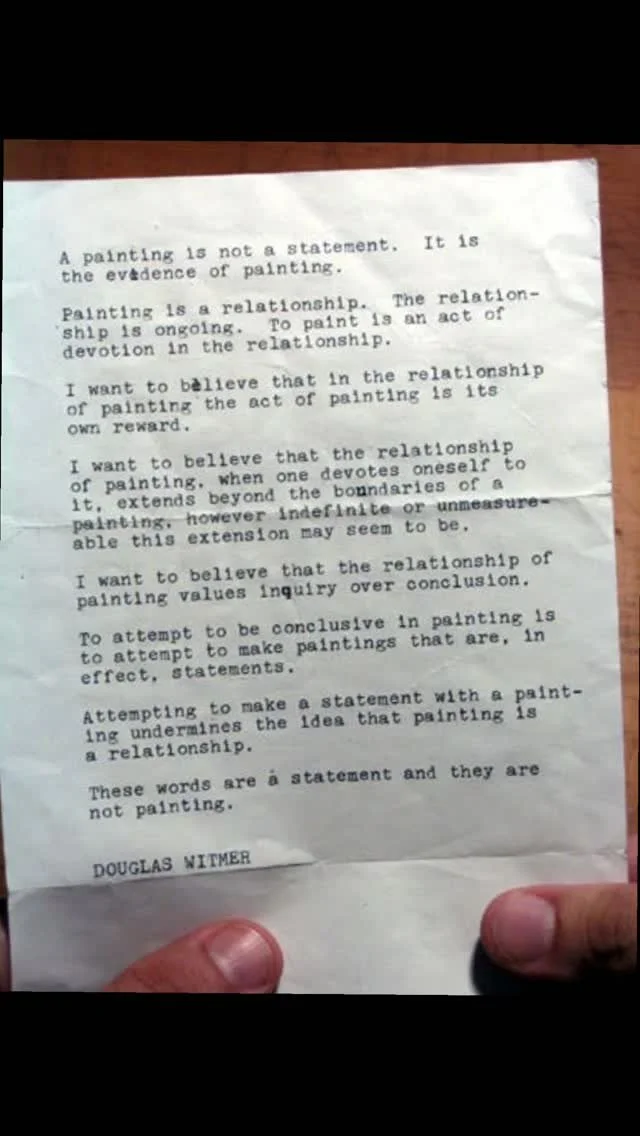 A painting is not a statement. It is
the evidence of painting.
Painting is a relationship. The relation-
ship is ongoing. To paint is an act of
devotion in the relationship.
I want to believe that in the relationship
of painting the act of painting is its
own reward.
I want to believe that the relationship
of painting, when one devotes oneself to
it, extends beyond the boundaries of a
painting, however indefinite or unmeasure-
able this extension may seem to be.
I want to believe that the relationship of
painting values inquiry over conclusion.
To attempt to be conclusive in painting is
to attempt to make paintings that are, in
effect, statements.
Attempting to make a statement with a paint-
ing undermines the idea that painting is
a relationship.
These words are a statement and they are
not painting.
DOUGLAS WITMER